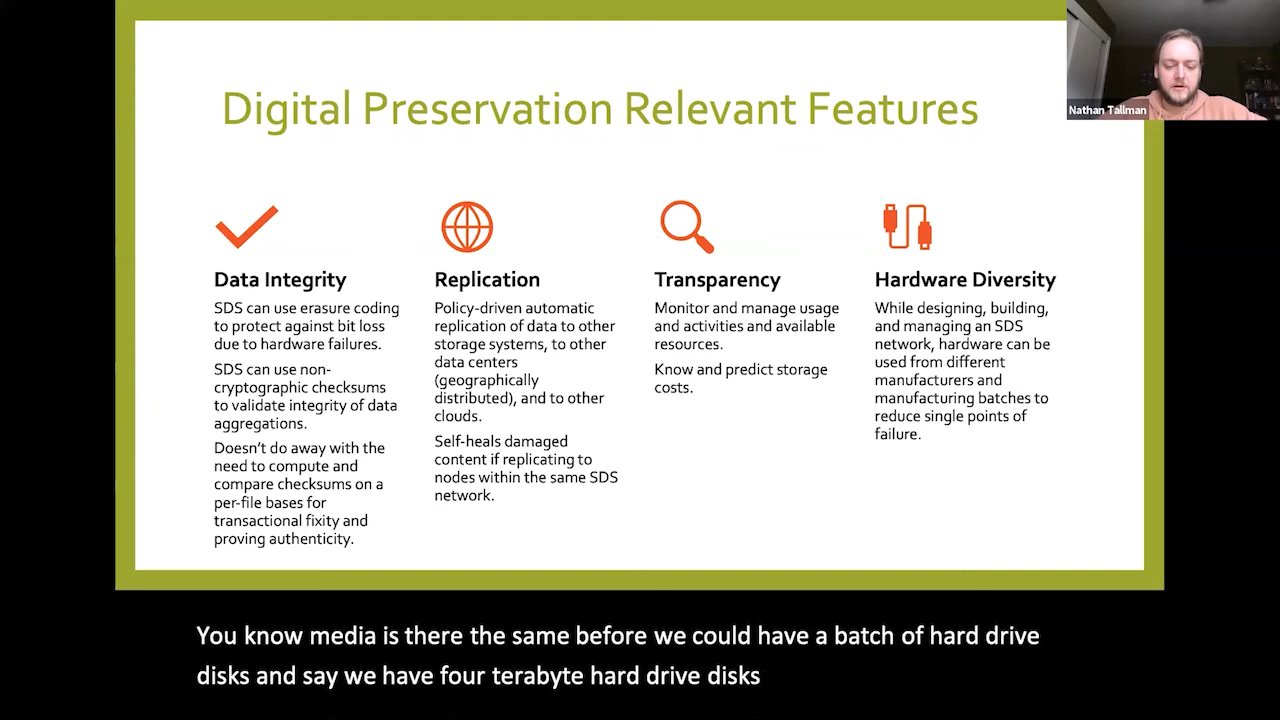 Digital Preservation Relevant Features
Nathan Tallman
Data Integrity
SDS can use erasure coding
to protect against bit loss
due to hardware failures.
SDS can use non-
cryptographic checksums
to validate integrity of data
aggregations.
Doesn't do away with the
need to compute and
compare checksums on a
per-file bases for
transactional fixity and
proving authenticity.
Replication
Policy-driven automatic
replication of data to other
storage systems, to other
data centers
(geographically
distributed), and to other
clouds.
Self-heals damaged
content if replicating to
nodes within the same SDS
network.
Transparency
Monitor and manage usage
and activities and available
resources.
Know and predict storage
costs.
Hardware Diversity
While designing, building,
and managing an SDS
network, hardware can be
used from different
manufacturers and
manufacturing batches to
reduce single points of
failure.
You know media is there the same before we could have a batch of hard drive
disks and say we have four terabyte hard drive disks